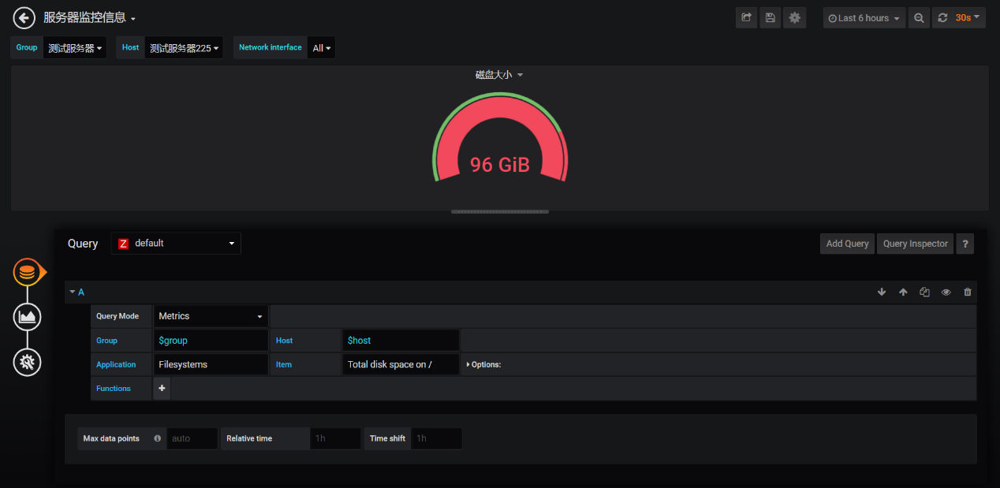 服务器监控信息
Last 6 hours
30s
Group 测试服务器 Host 测试服务器225 Network interface All
磁盘大小
96 GiB
Query Z default Add Query Query Inspector ?
A
Query Mode Metrics
Group $group Host $host
Application Filesystems Item Total disk space on / Options:
Functions +
Max data points auto Relative time 1h Time shift 1h